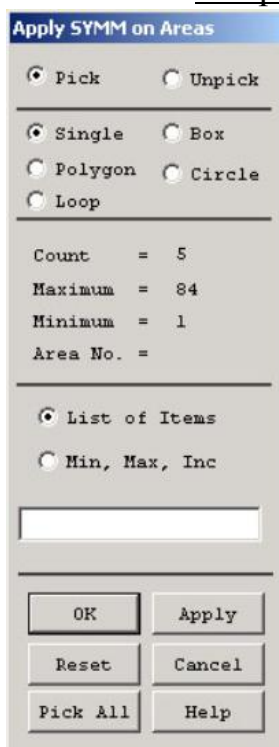 Apply SYMM on Areas
Pick Unpick
Single Box
Polygon Circle
Loop
Count = 5
Maximum = 84
Minimum = 1
Area No. =
List of Items
Min, Max, Inc
OK Apply
Reset Cancel
Pick All Help